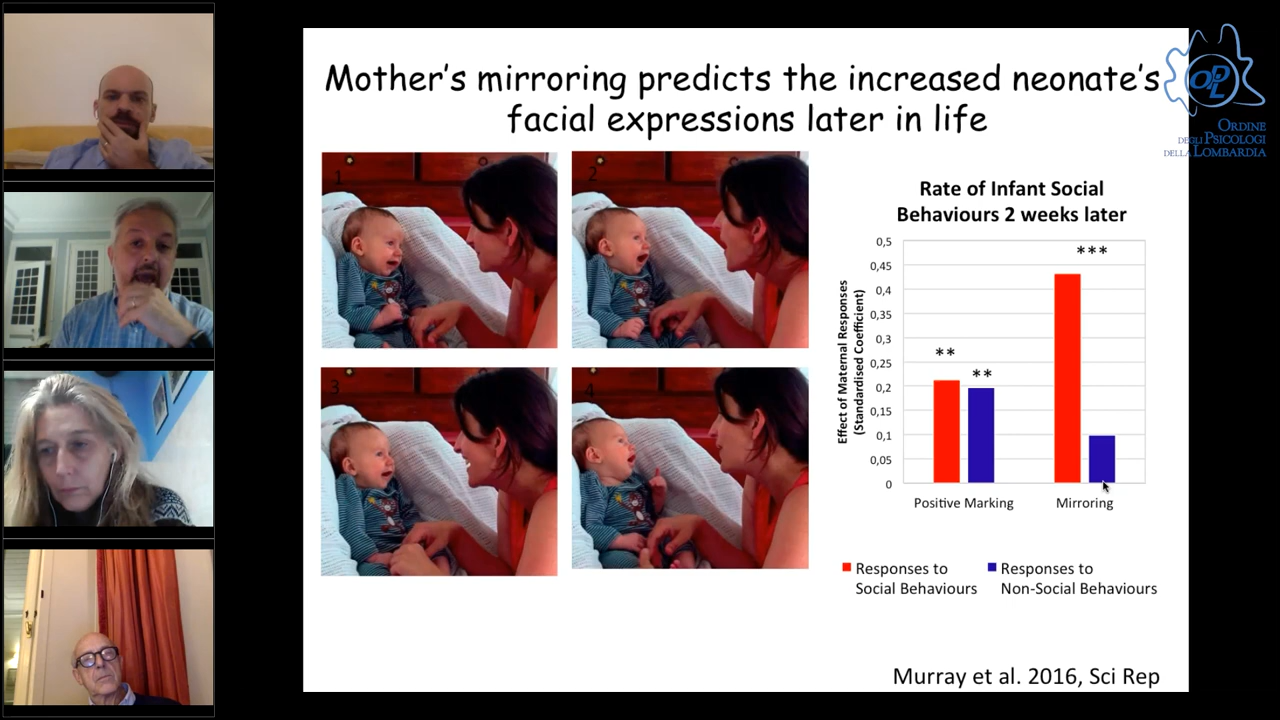 Mother's mirroring predicts the increased neonate's
facial expressions later in life
ORDINE
DEGLI PSICOLOGI
DELLA LOMBARDIA
OPL
1
2
3
4
Rate of Infant Social
Behaviours 2 weeks later
Effect of Maternal Responses
(Standardised Coefficient)
0,5
0,45
0,4
0,35
0,3
0,25
0,2
0,15
0,1
0,05
0
**
**
***
Positive Marking
Mirroring
Responses to
Social Behaviours
Responses to
Non-Social Behaviours
Murray et al. 2016, Sci Rep